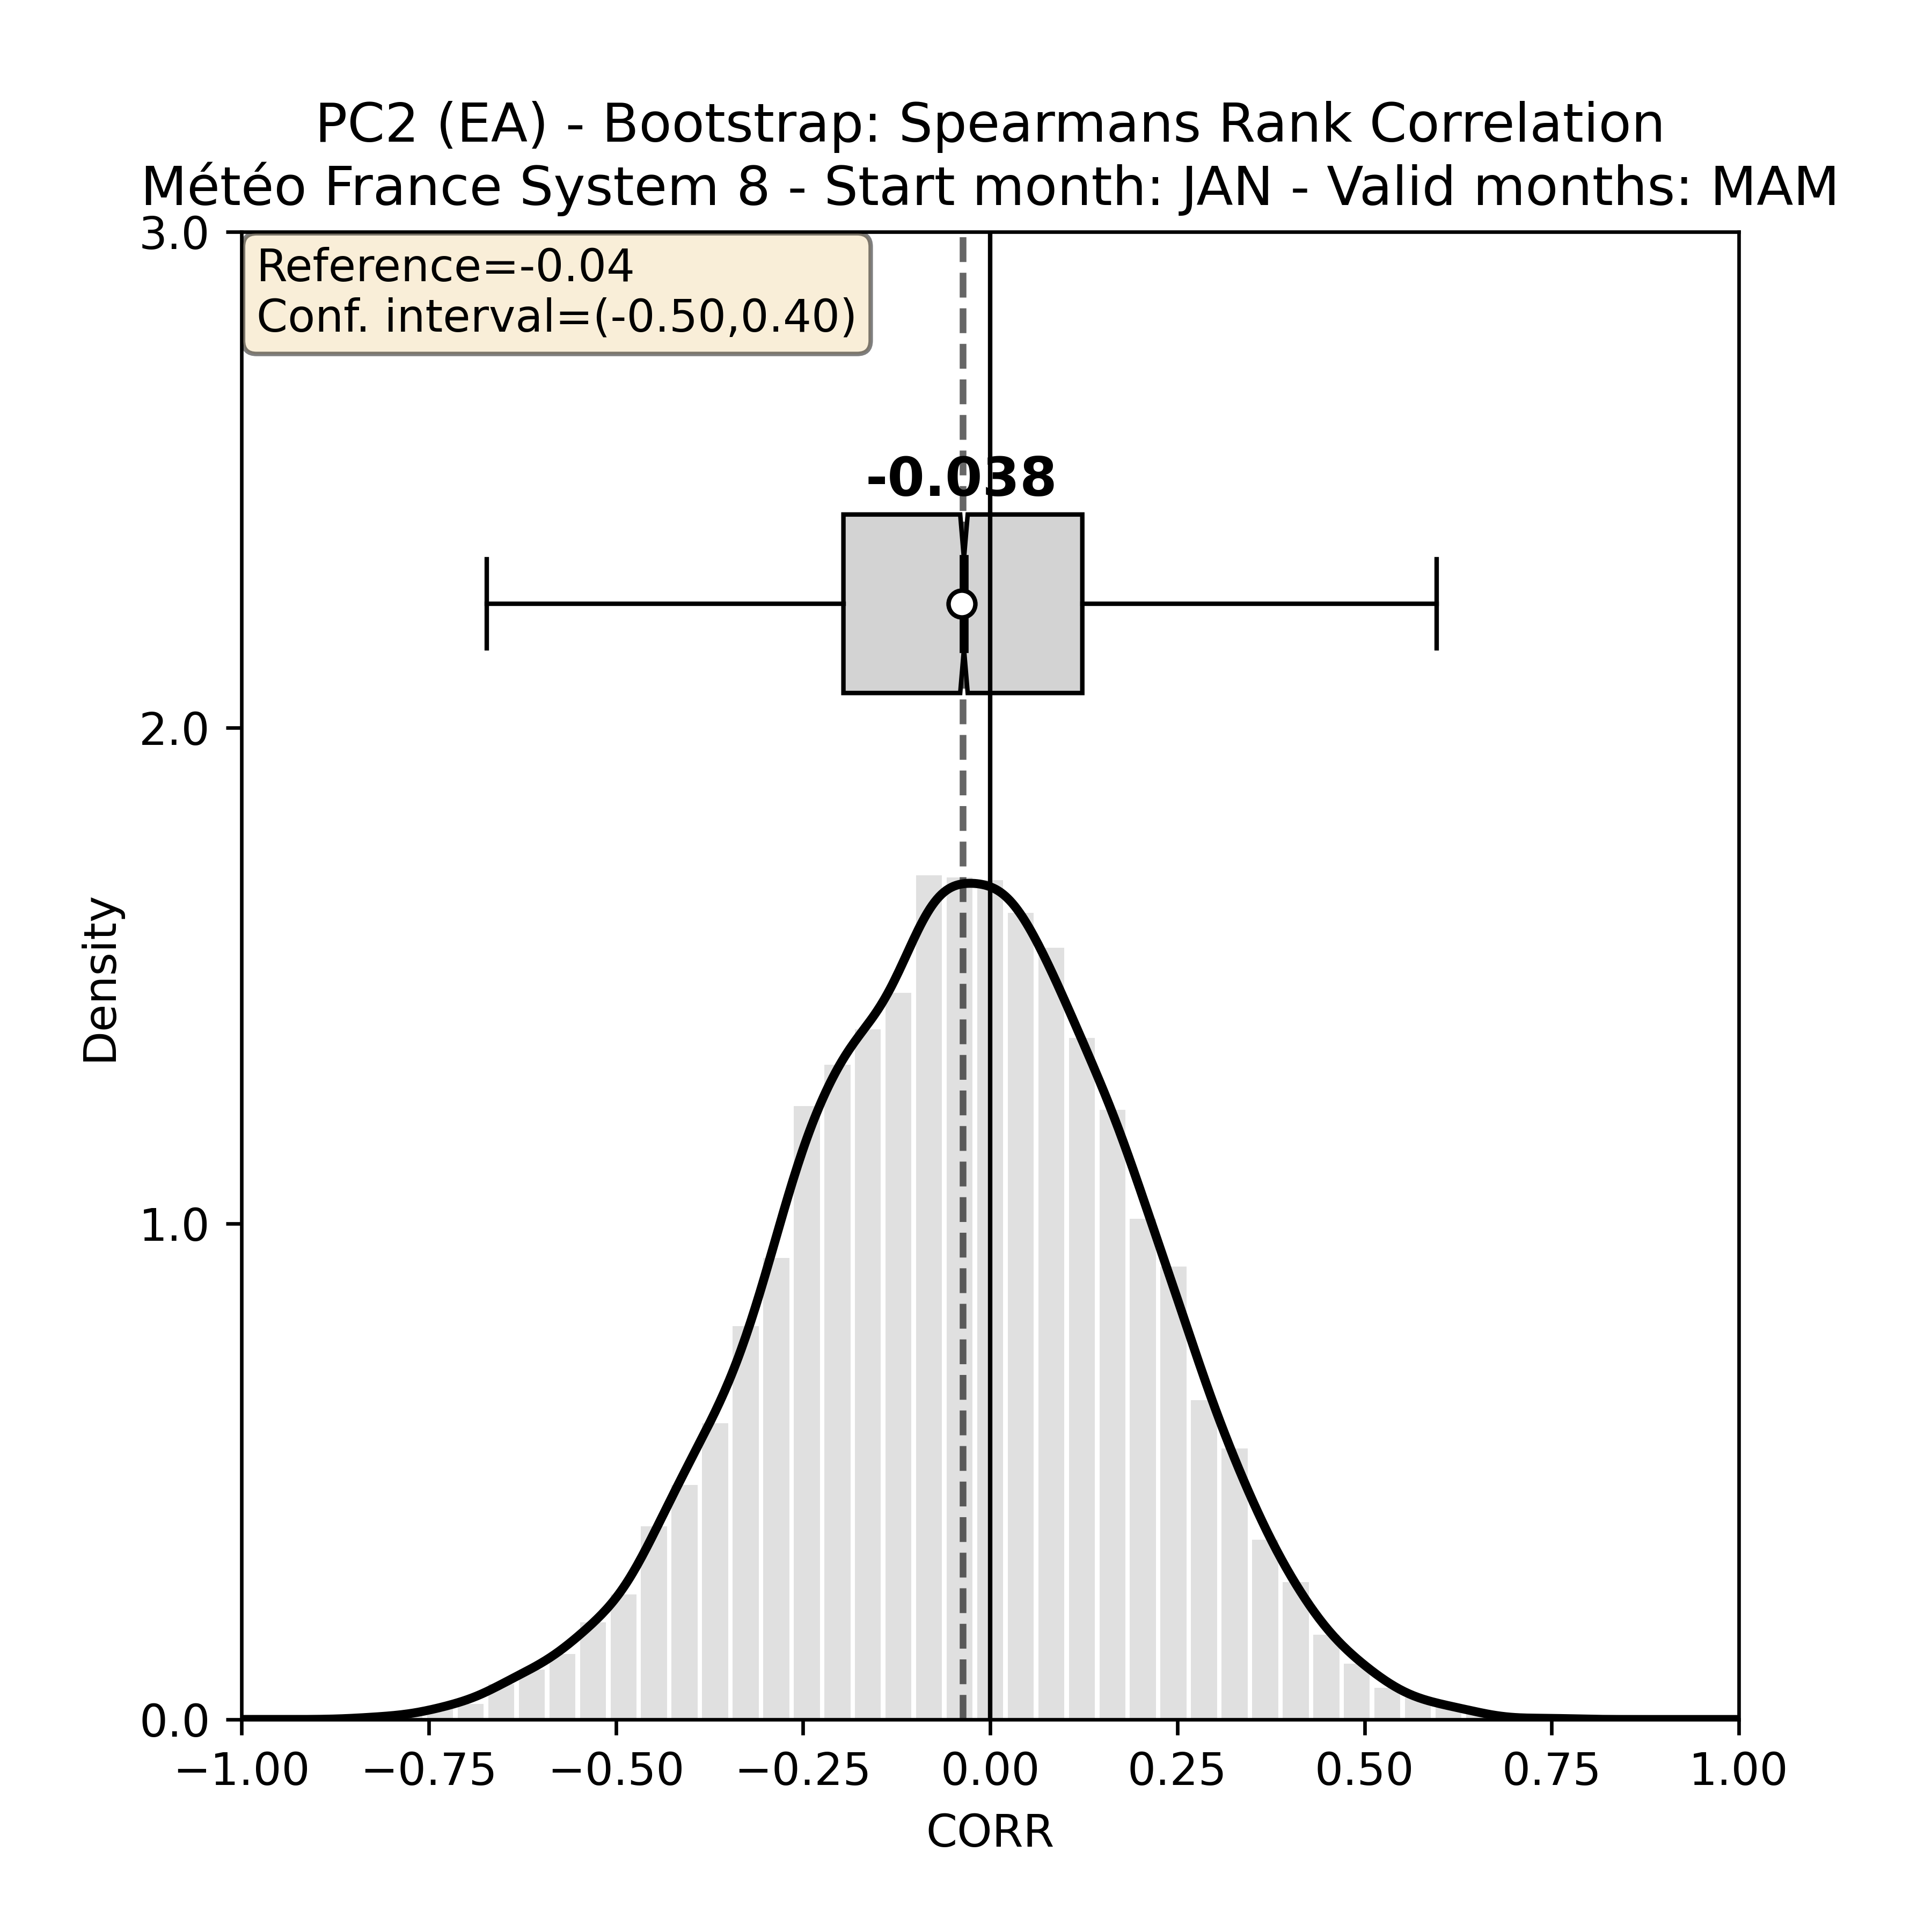 PC2 (EA) - Bootstrap: Spearmans Rank Correlation
Météo France System 8 - Start month: JAN - Valid months: MAM
3.0
Reference=-0.04
Conf. interval=(-0.50,0.40)
-0.038
2.0
Density
1.0
0.0
−1.00 −0.75 −0.50 −0.25 0.00 0.25 0.50 0.75 1.00
CORR